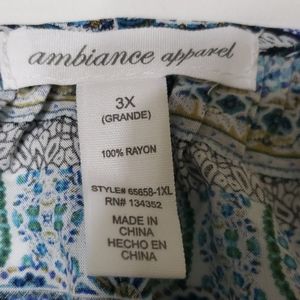 ambiance apparel
3X
(GRANDE)
100% RAYON
STYLE# 65658-1XL
RN# 134352
MADE IN
CHINA
HECHO EN
CHINA